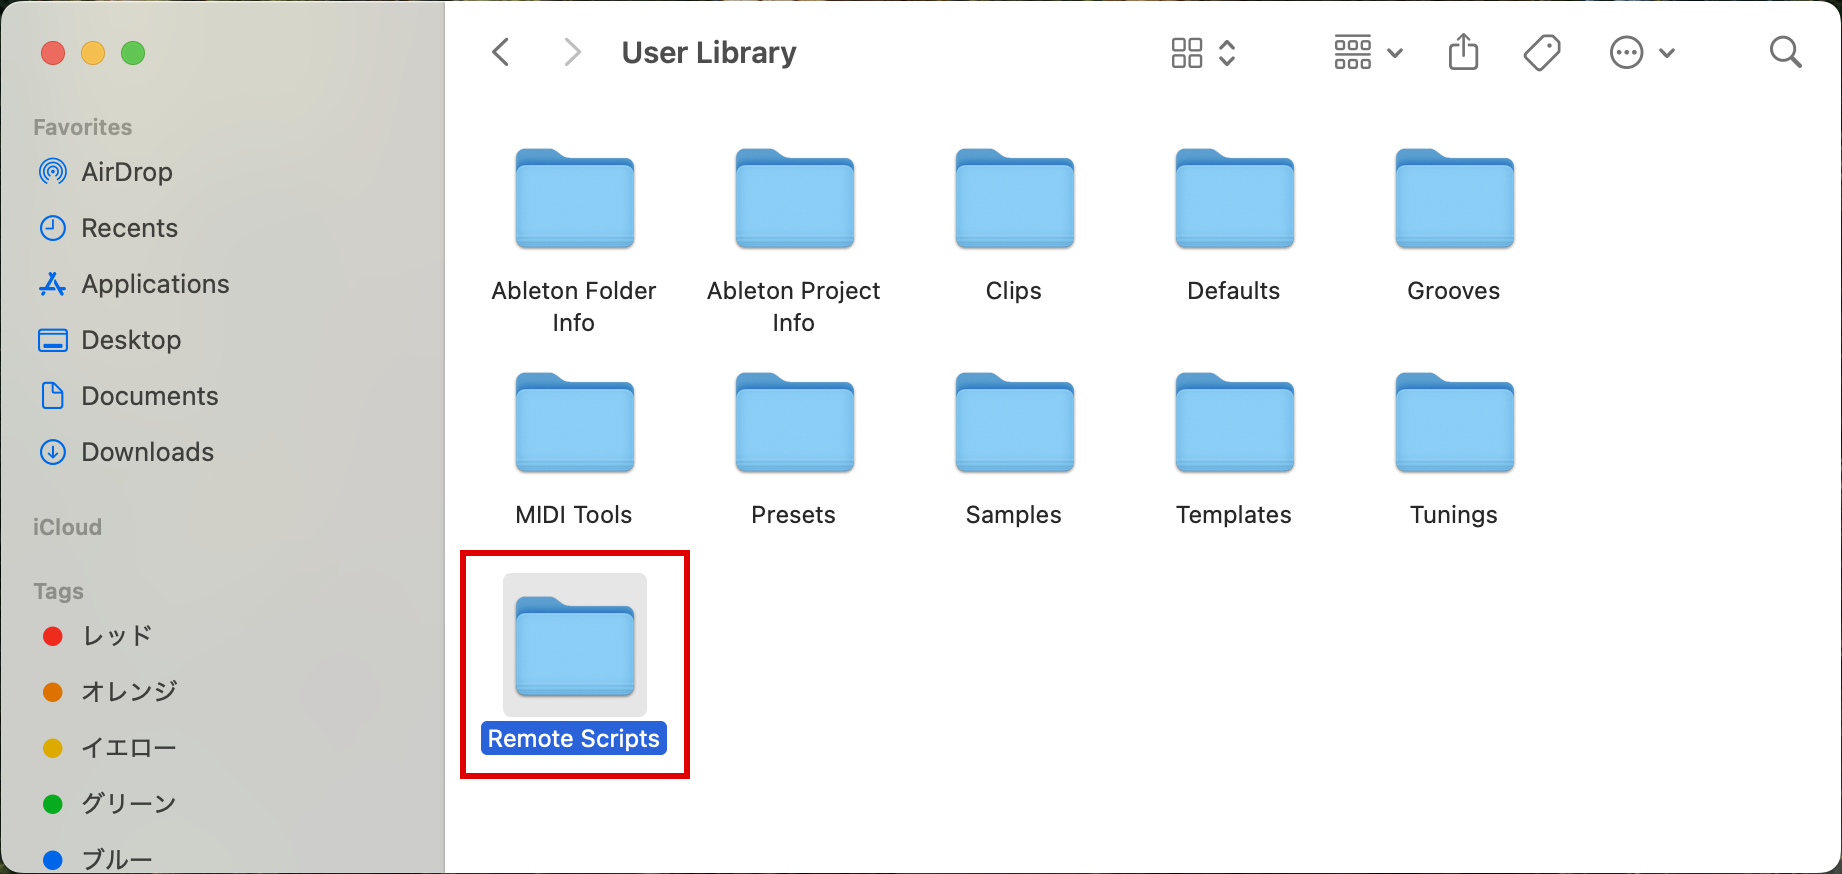 User Library
Favorites
AirDrop
Recents
Applications
Desktop
Documents
Downloads
iCloud
Tags
レッド
オレンジ
イエロー
グリーン
ブルー
Ableton Folder
Info
Ableton Project
Info
Clips
Defaults
Grooves
MIDI Tools
Presets
Samples
Templates
Tunings
Remote Scripts